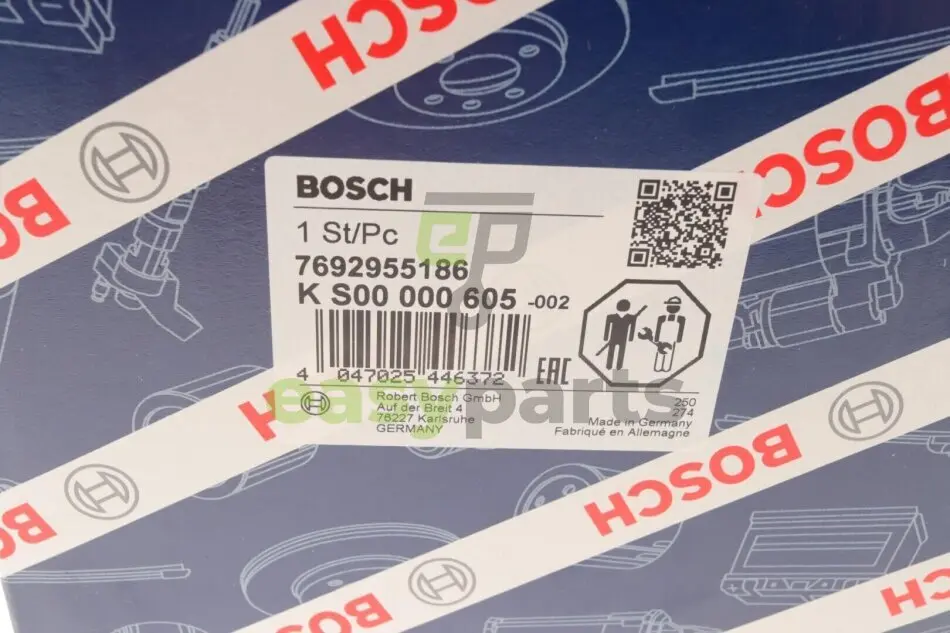 BOSCH
BOSCH
BOSCH
BOSCH
1 St/Pc
7692955186
K S00 000 605 -002
4 047025 446372
EAC
easyparts
Robert Bosch GmbH
Auf der Breit 4
76227 Karlsruhe
GERMANY
250
274
Made in Germany
Fabriqué en Allemagne
BOSCH
BOSCH
BOSCH
BOSCH